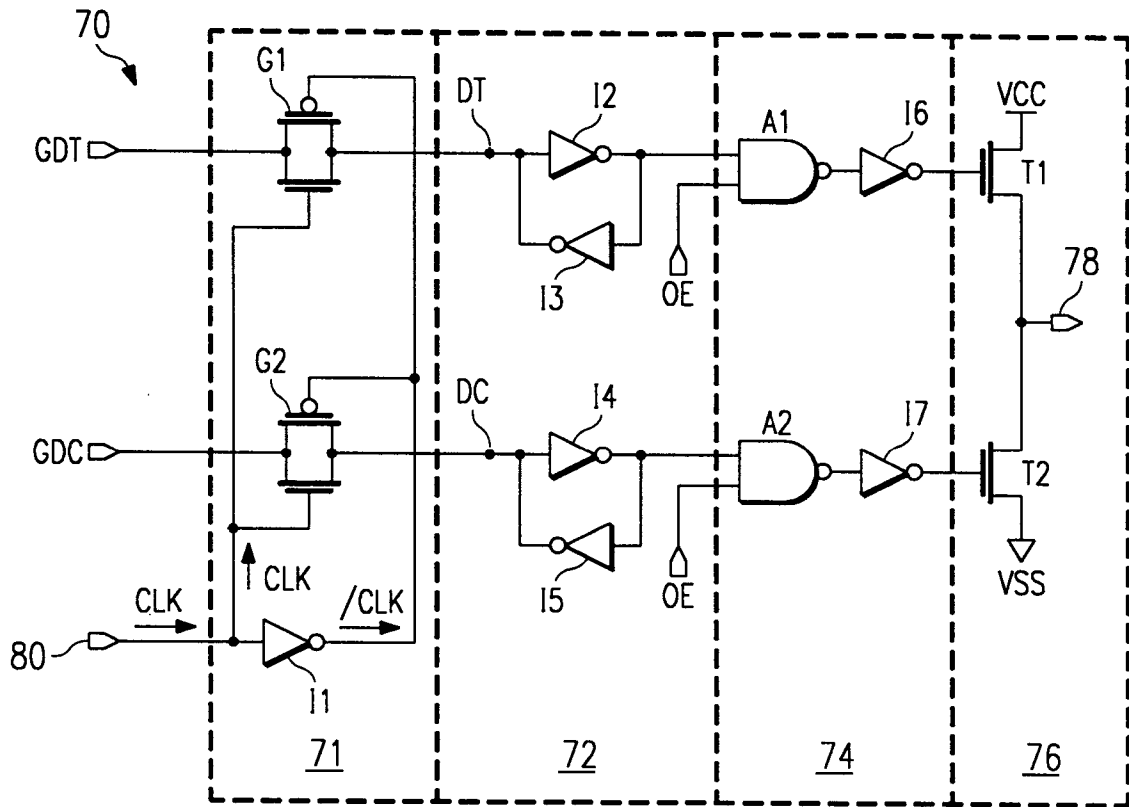 70
G1
GDT
DT
I2
I3
A1
OE
I6
VCC
T1
78
G2
GDC
DC
I4
I5
A2
OE
I7
T2
VSS
CLK
CLK
/CLK
80
I1
71
72
74
76